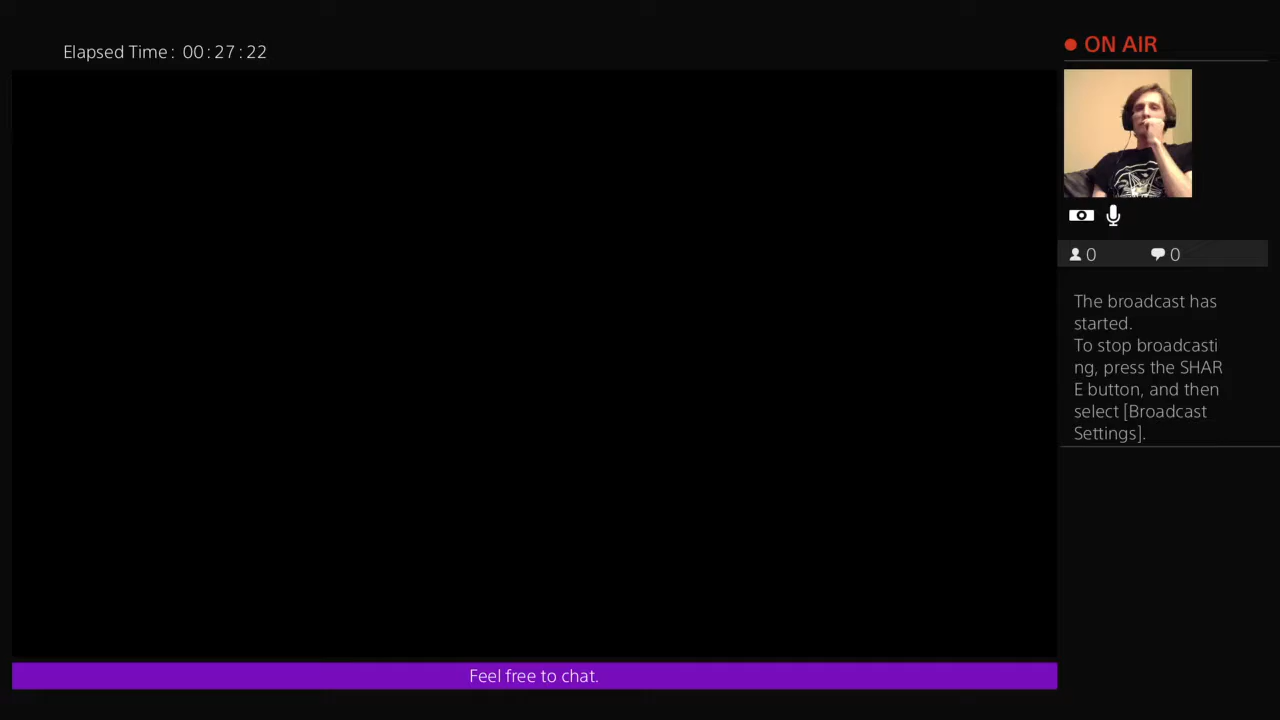 Elapsed Time: 00:27:22
ON AIR
0 0
The broadcast has
started.
To stop broadcasti
ng, press the SHAR
E button, and then
select [Broadcast
Settings].
Feel free to chat.